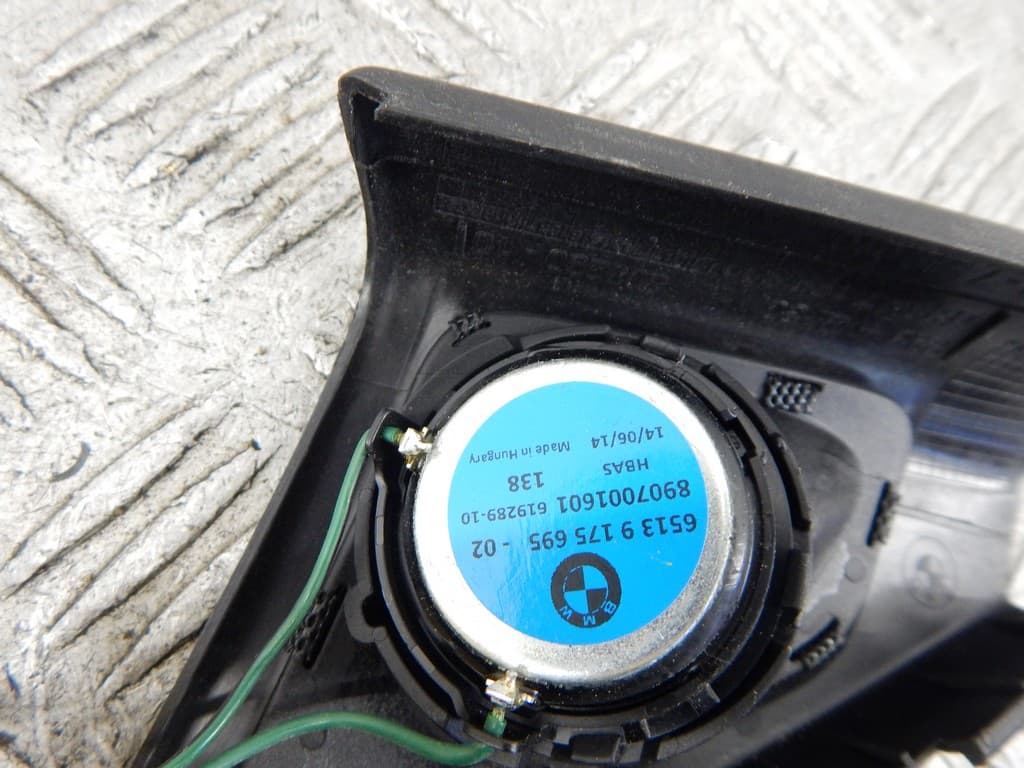 BMW
6513 9 175 695 - 02
8907001601 619289-10
HBAS 138
14/06/14 Made in Hungary